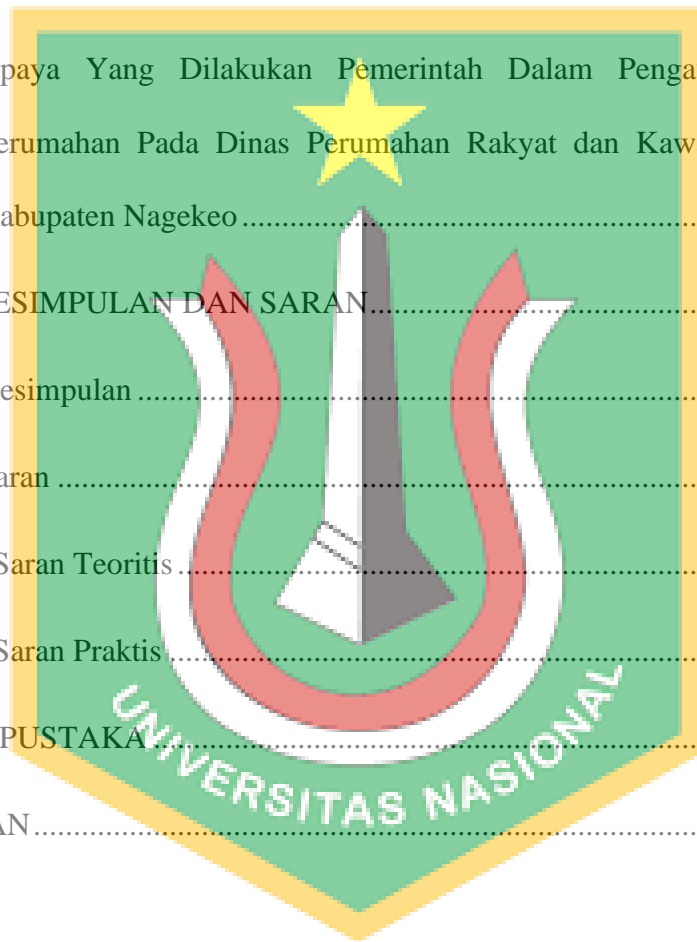 paya Yang Dilakukan Pemerintah Dalam Penga
erumahan Pada Dinas Perumahan Rakyat dan Kaw
abupaten Nagekeo....................................................................
ESIMPULAN DAN SARAN................................................
esimpulan................................................................................
aran..........................................................................................
Saran Teoritis..........................................................................
Saran Praktis...........................................................................
PUSTAKA..............................................................................
AN............................................................................................
UNIVERSITAS NASIONAL